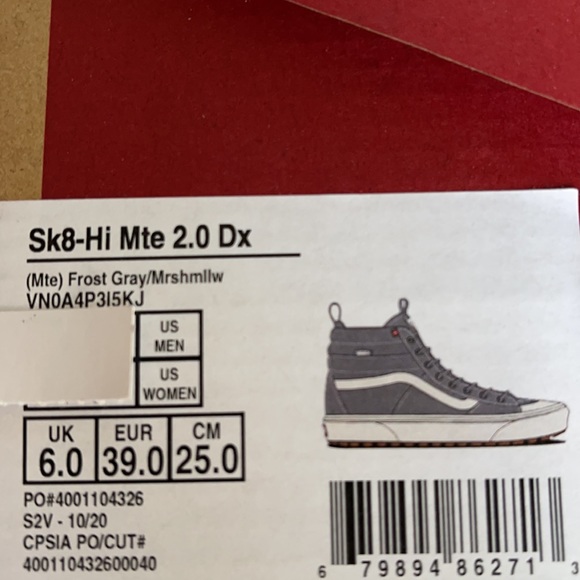 Sk8-Hi Mte 2.0 Dx
(Mte) Frost Gray/Mrshmllw
VN0A4P3I5KJ
US MEN
US WOMEN
UK EUR CM
6.0 39.0 25.0
PO#4001104326
S2V - 10/20
CPSIA PO/CUT#
400110432600040
6 79894 86271 3